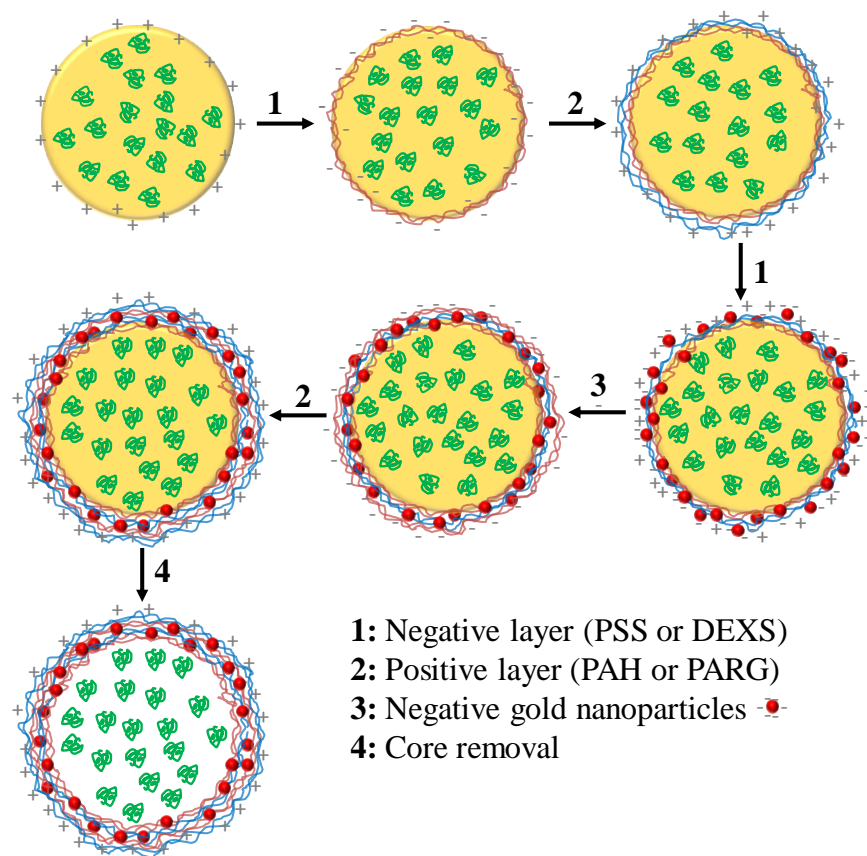 1
2
1
3
2
4
1: Negative layer (PSS or DEXS)
2: Positive layer (PAH or PARG)
3: Negative gold nanoparticles
4: Core removal